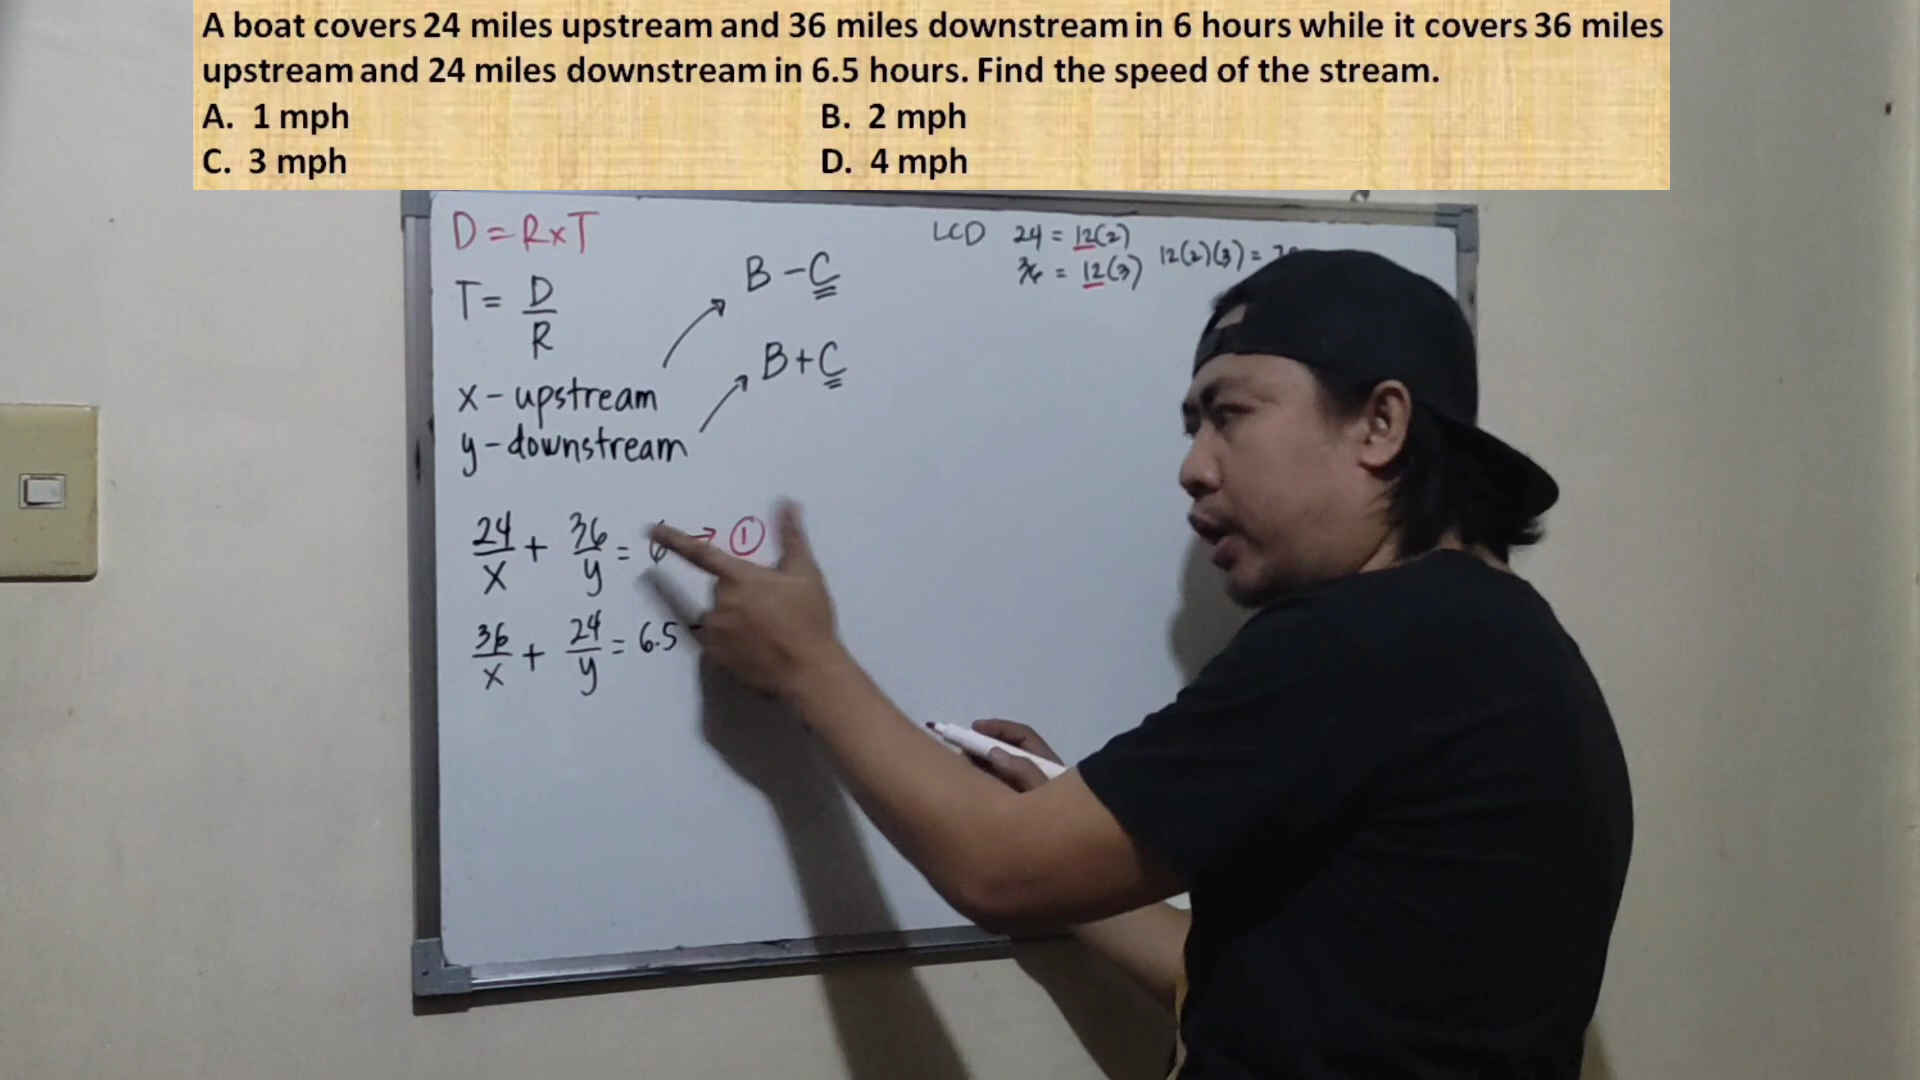 A boat covers 24 miles upstream and 36 miles downstream in 6 hours while it covers 36 miles
upstream and 24 miles downstream in 6.5 hours. Find the speed of the stream.
A. 1 mph B. 2 mph
C. 3 mph D. 4 mph
D = R x T
T = D/R
B - C
B + C
x - upstream
y - downstream
24/x + 36/y = 6 → ①
36/x + 24/y = 6.5
LCD 24 = 12(2)
36 = 12(3) 12(2)(3) =